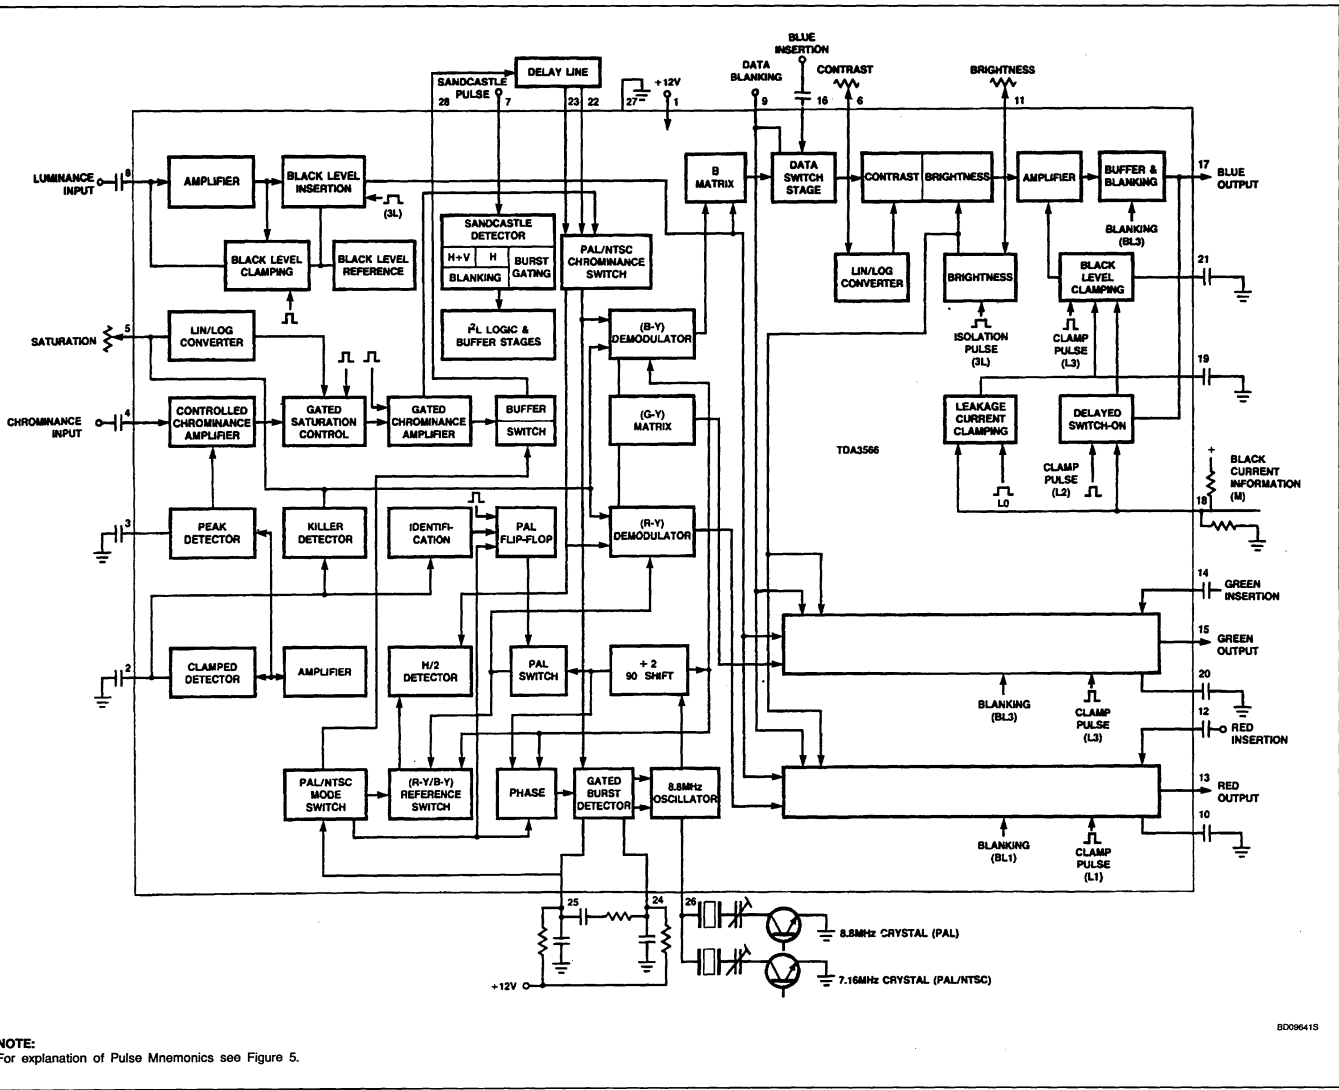 BLUE
INSERTION
DELAY LINE
DATA
BLANKING
CONTRAST
BRIGHTNESS
SANDCASTLE
PULSE
+12V
28
7
23
22
27
1
9
16
6
11
LUMINANCE
INPUT
8
AMPLIFIER
BLACK LEVEL
INSERTION
(3L)
B
MATRIX
DATA
SWITCH
STAGE
CONTRAST
BRIGHTNESS
AMPLIFIER
BUFFER &
BLANKING
17
BLUE
OUTPUT
SANDCASTLE
DETECTOR
H+V
H
BURST
GATING
BLANKING
PAL/NTSC
CHROMINANCE
SWITCH
BLANKING
(BL3)
BLACK LEVEL
CLAMPING
BLACK LEVEL
REFERENCE
LIN/LOG
CONVERTER
BRIGHTNESS
BLACK
LEVEL
CLAMPING
21
SATURATION
5
LIN/LOG
CONVERTER
I2L LOGIC &
BUFFER STAGES
(B-Y)
DEMODULATOR
ISOLATION
PULSE
(3L)
CLAMP
PULSE
(L3)
19
CHROMINANCE
INPUT
4
CONTROLLED
CHROMINANCE
AMPLIFIER
GATED
SATURATION
CONTROL
GATED
CHROMINANCE
AMPLIFIER
BUFFER
SWITCH
(G-Y)
MATRIX
LEAKAGE
CURRENT
CLAMPING
DELAYED
SWITCH-ON
TDA3566
CLAMP
PULSE
(L2)
L0
+
BLACK
CURRENT
INFORMATION
(M)
18
3
PEAK
DETECTOR
KILLER
DETECTOR
IDENTIFI-
CATION
PAL
FLIP-FLOP
(R-Y)
DEMODULATOR
14
GREEN
INSERTION
15
GREEN
OUTPUT
2
CLAMPED
DETECTOR
AMPLIFIER
H/2
DETECTOR
PAL
SWITCH
÷ 2
90 SHIFT
BLANKING
(BL3)
CLAMP
PULSE
(L3)
20
12
RED
INSERTION
PAL/NTSC
MODE
SWITCH
(R-Y/B-Y)
REFERENCE
SWITCH
PHASE
GATED
BURST
DETECTOR
8.8MHz
OSCILLATOR
13
RED
OUTPUT
10
BLANKING
(BL1)
CLAMP
PULSE
(L1)
25
24
26
8.8MHz CRYSTAL (PAL)
+12V
7.16MHz CRYSTAL (PAL/NTSC)
BD09641S
NOTE:
For explanation of Pulse Mnemonics see Figure 5.